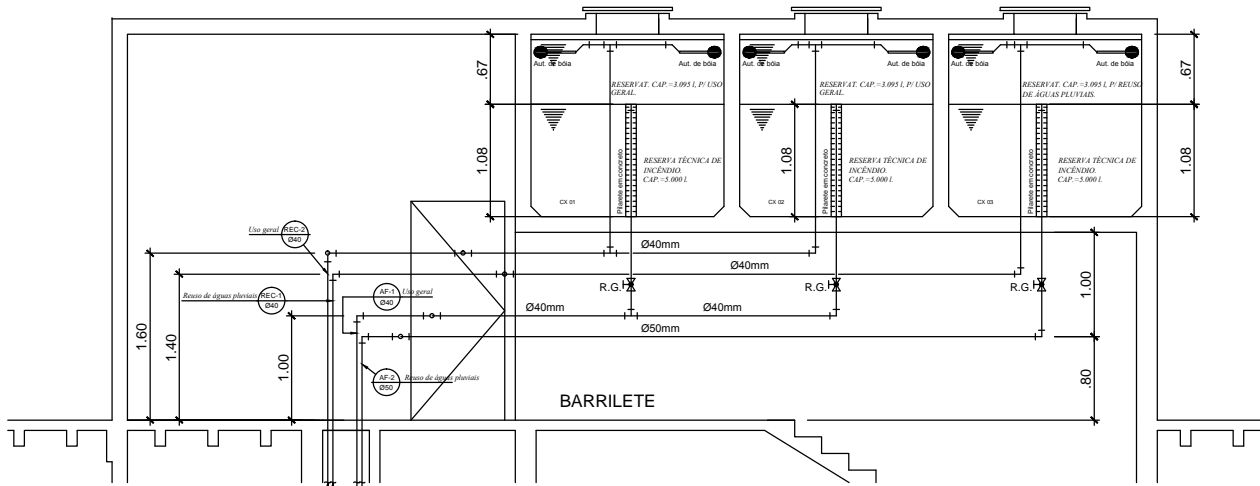 .67
1.08
Aut. de bóia
Aut. de bóia
RESERVAT. CAP.=3.095 l, P/ USO
GERAL.
RESERVA TÉCNICA DE
INCÊNDIO.
CAP.=5.000 l.
Pilarete em concreto
CX 01
Aut. de bóia
Aut. de bóia
RESERVAT. CAP.=3.095 l, P/ USO
GERAL.
1.08
RESERVA TÉCNICA DE
INCÊNDIO.
CAP.=5.000 l.
Pilarete em concreto
CX 02
Aut. de bóia
Aut. de bóia
RESERVAT. CAP.=3.095 l, P/ REUSO
DE ÁGUAS PLUVIAIS.
RESERVA TÉCNICA DE
INCÊNDIO.
CAP.=5.000 l.
Pilarete em concreto
CX 03
.67
1.08
Uso geral
REC-2
Ø40
Ø40mm
Ø40mm
Reuso de águas pluviais
REC-1
Ø40
AF-1
Ø40
Uso geral
R.G.
R.G.
R.G.
Ø40mm
Ø40mm
Ø50mm
1.00
1.60
1.40
1.00
.80
AF-2
Ø50
Reuso de águas pluviais
BARRILETE